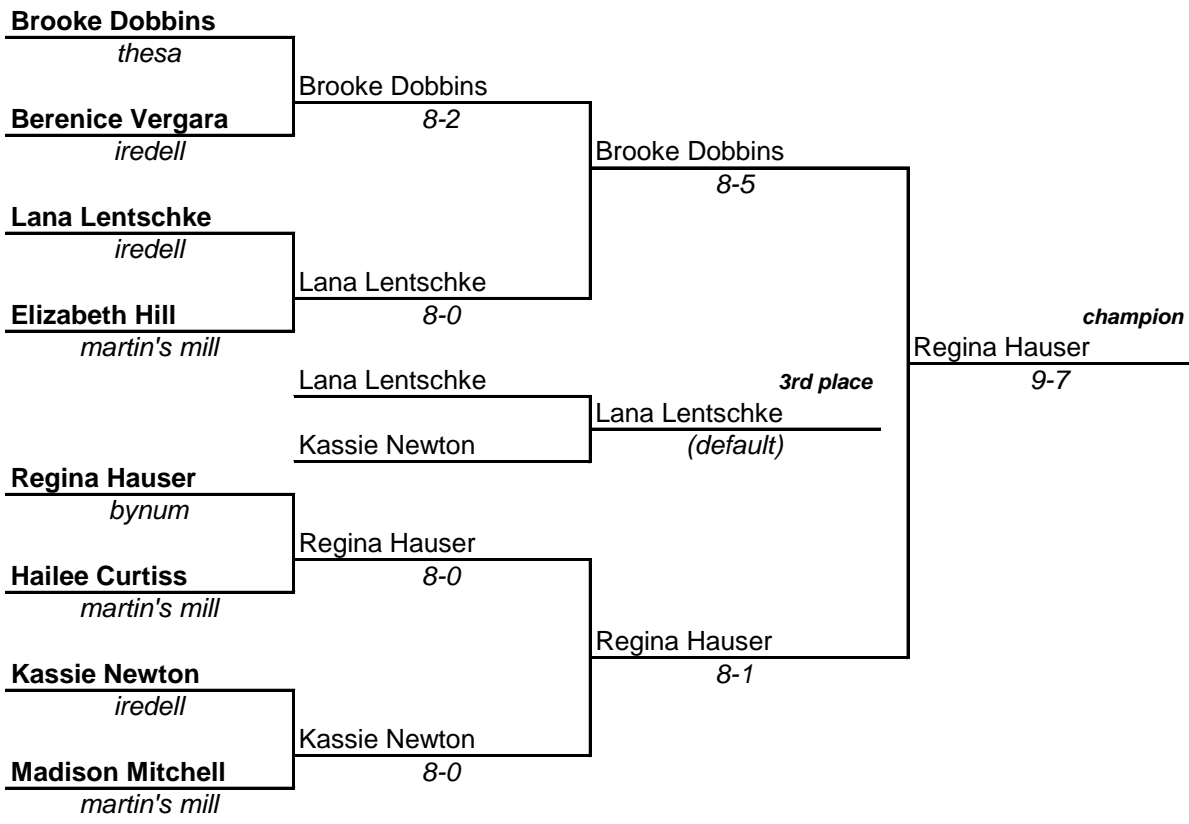 Brooke Dobbins
thesa
Brooke Dobbins
8-2
Berenice Vergara
iredell
Brooke Dobbins
8-5
Lana Lentschke
iredell
Lana Lentschke
8-0
Elizabeth Hill
martin's mill
champion
Regina Hauser
9-7
Lana Lentschke
3rd place
Lana Lentschke
(default)
Kassie Newton
Regina Hauser
bynum
Regina Hauser
8-0
Hailee Curtiss
martin's mill
Regina Hauser
8-1
Kassie Newton
iredell
Kassie Newton
8-0
Madison Mitchell
martin's mill